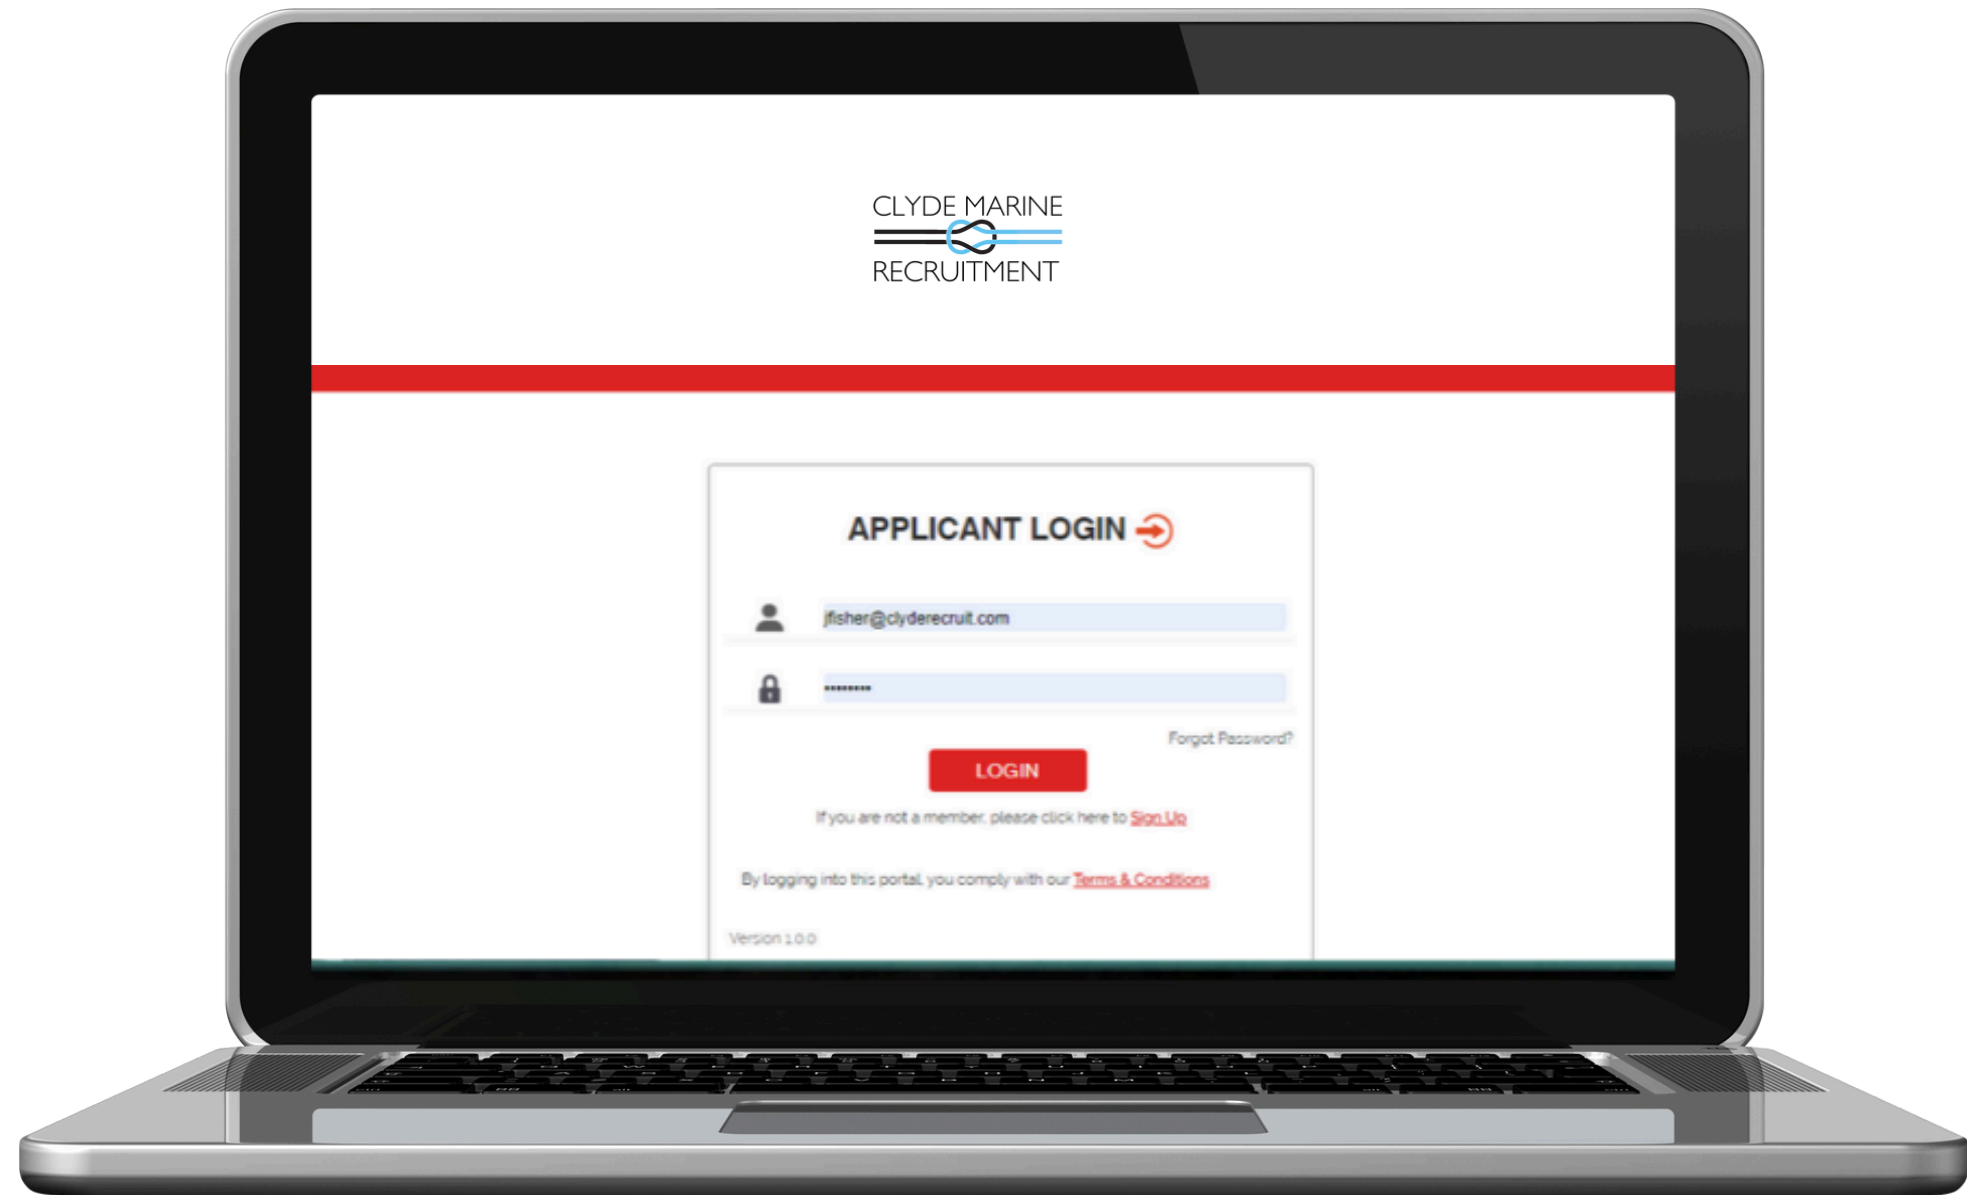 CLYDE MARINE
RECRUITMENT
APPLICANT LOGIN
jfisher@clyderecruit.com
••••••••
Forgot Password?
LOGIN
If you are not a member, please click here to Sign Up
By logging into this portal, you comply with our Terms & Conditions
Version 1.0.0